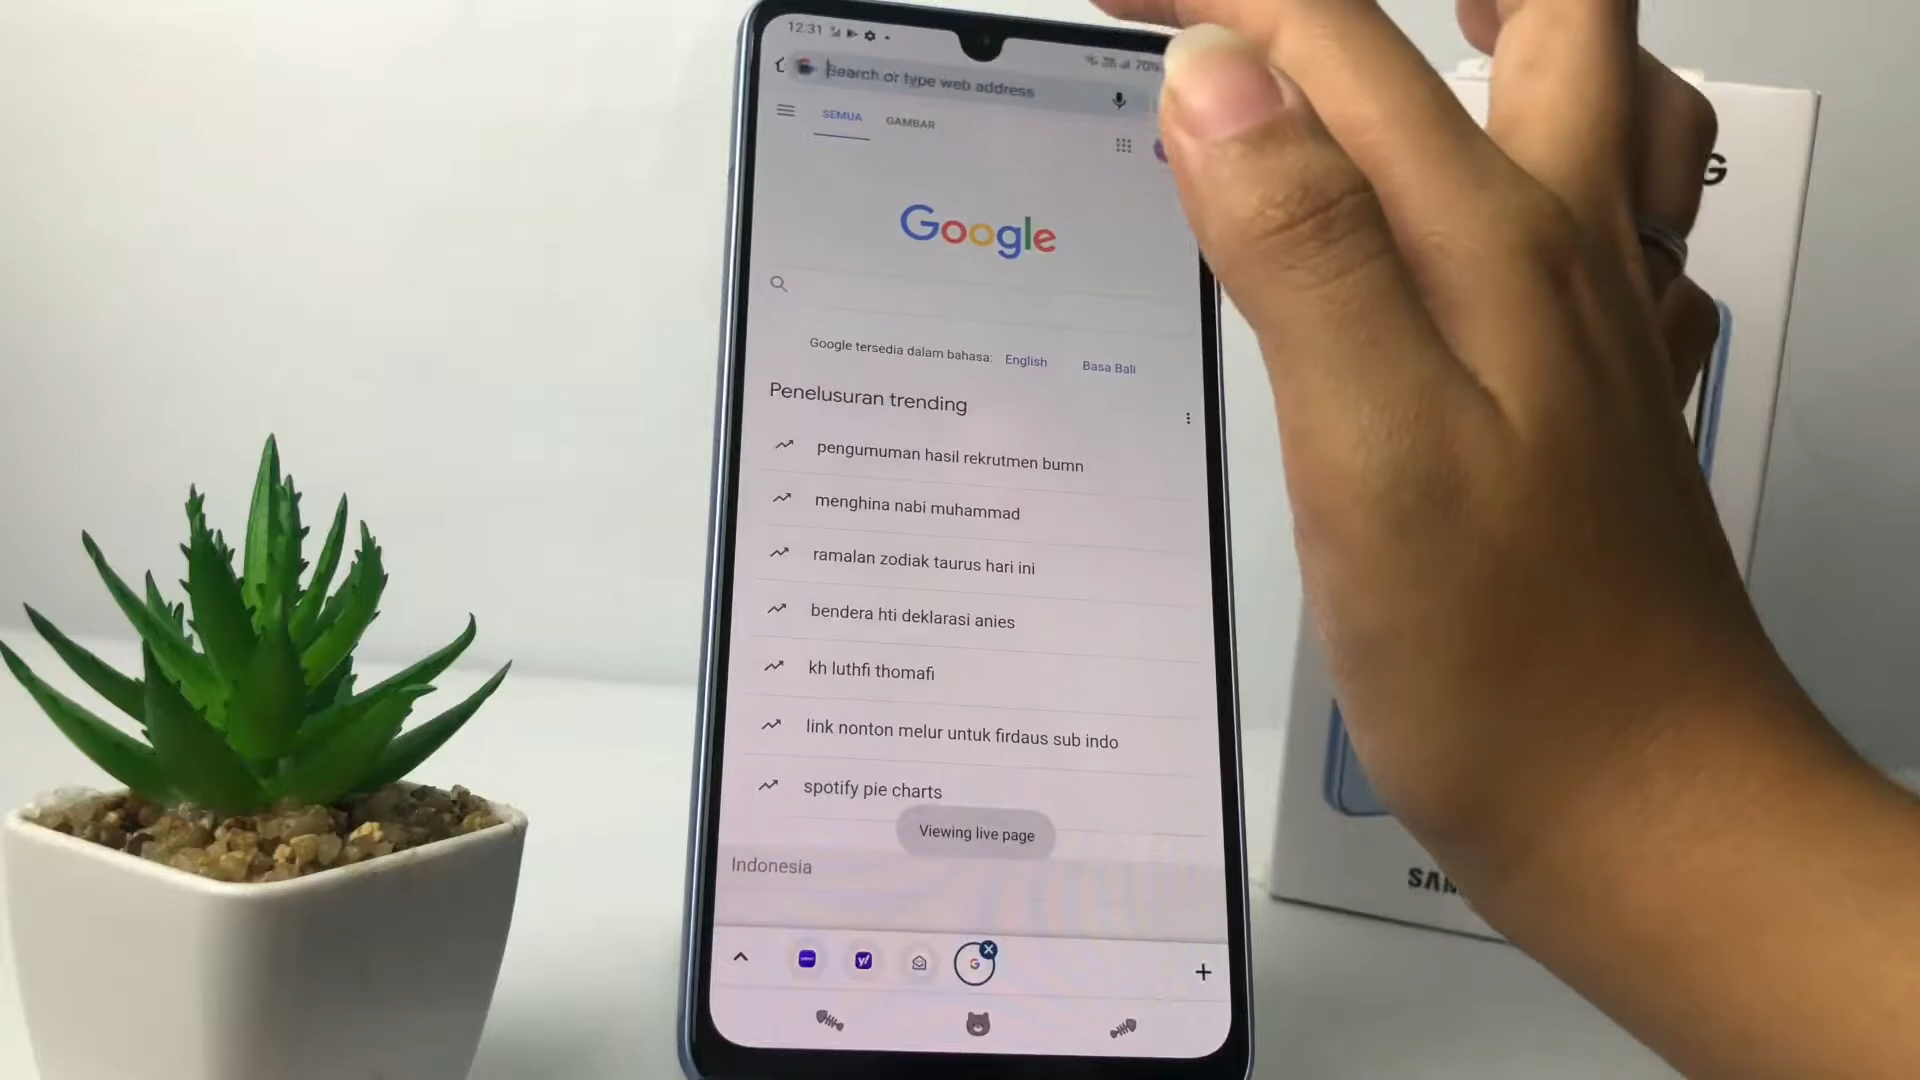 12.31
70%
Search or type web address
SEMUA GAMBAR
Google
Google tersedia dalam bahasa: English Basa Bali
Penelusuran trending
pengumuman hasil rekrutmen bumn
menghina nabi muhammad
ramalan zodiak taurus hari ini
bendera hti deklarasi anies
kh luthfi thomafi
link nonton melur untuk firdaus sub indo
spotify pie charts
Viewing live page
Indonesia
y!
G
G
SAM